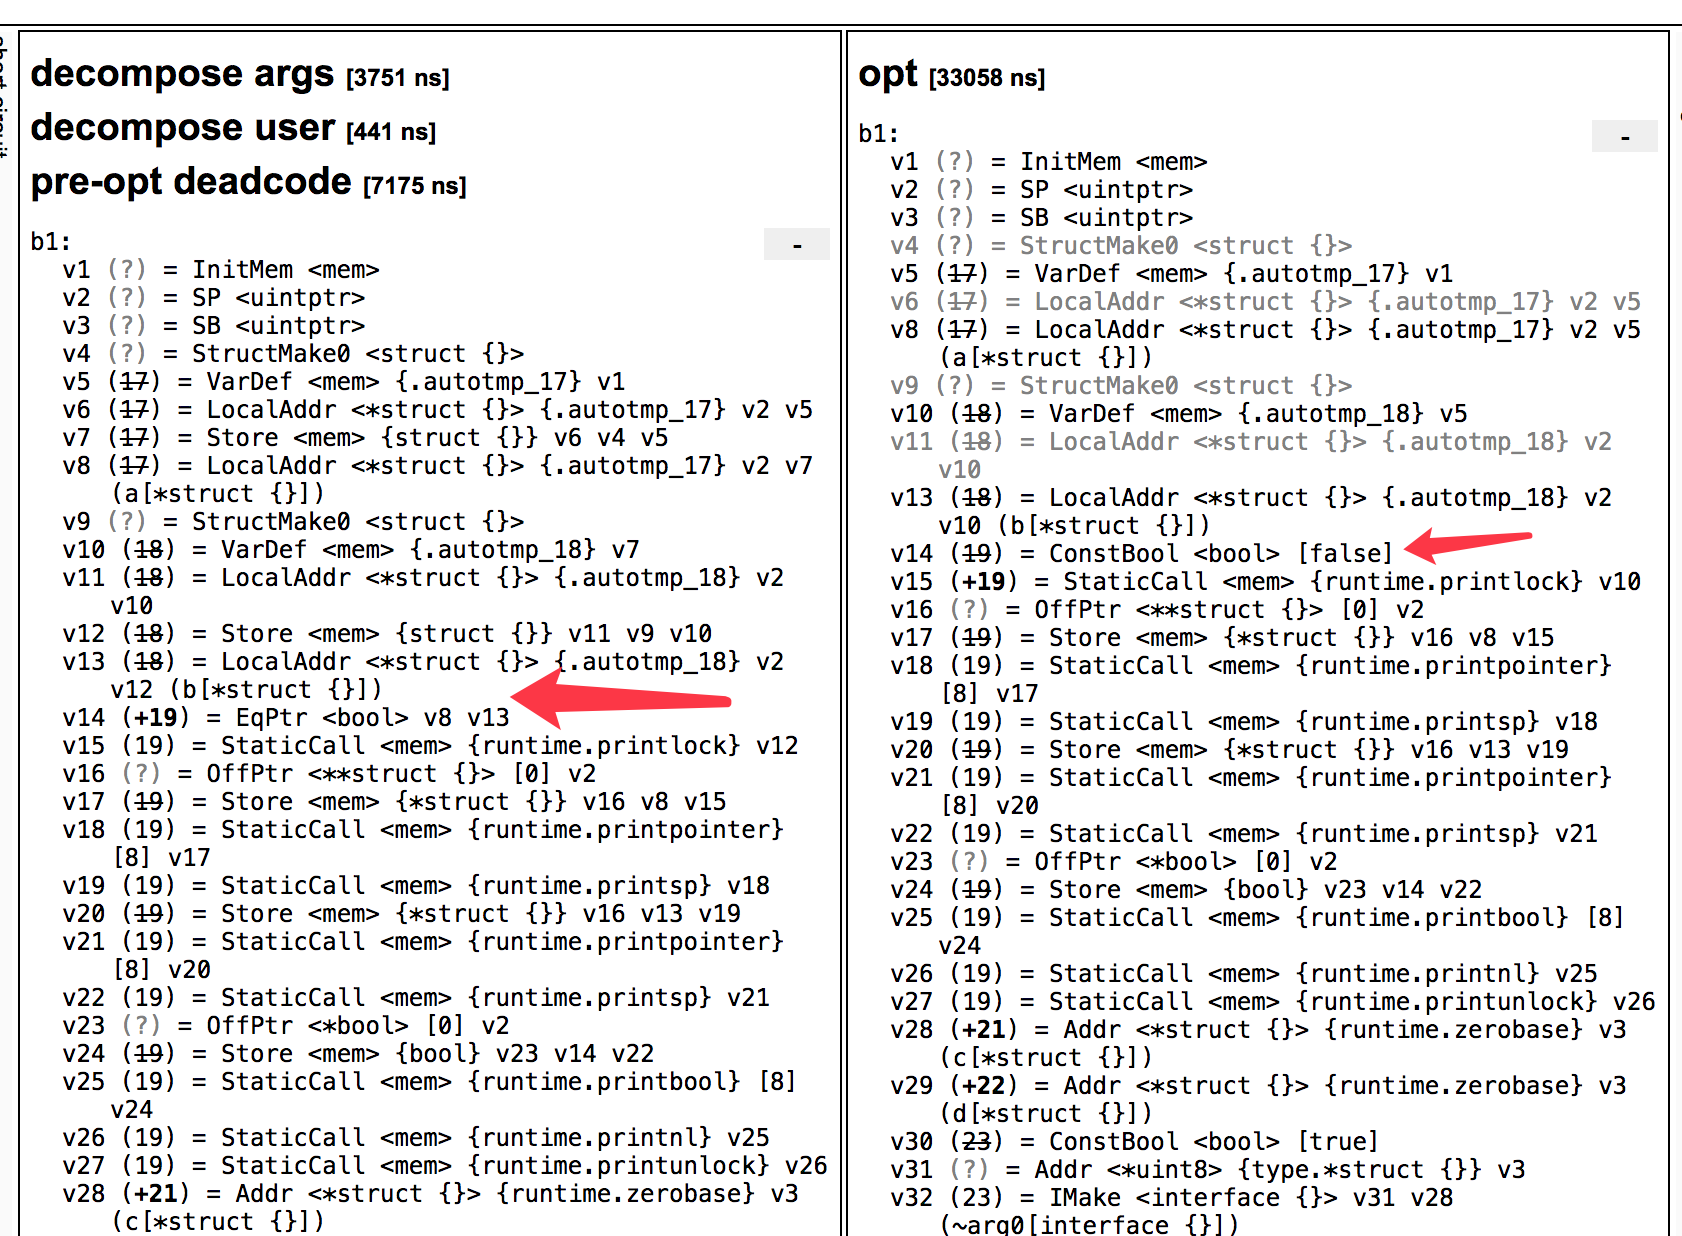 decompose args [3751 ns]
decompose user [441 ns]
pre-opt deadcode [7175 ns]
b1:
-
v1 (?) = InitMem <mem>
v2 (?) = SP <uintptr>
v3 (?) = SB <uintptr>
v4 (?) = StructMake0 <struct {}>
v5 (17) = VarDef <mem> {.autotmp_17} v1
v6 (17) = LocalAddr <*struct {}> {.autotmp_17} v2 v5
v7 (17) = Store <mem> {struct {}} v6 v4 v5
v8 (17) = LocalAddr <*struct {}> {.autotmp_17} v2 v7
(a[*struct {}])
v9 (?) = StructMake0 <struct {}>
v10 (18) = VarDef <mem> {.autotmp_18} v7
v11 (18) = LocalAddr <*struct {}> {.autotmp_18} v2
v10
v12 (18) = Store <mem> {struct {}} v11 v9 v10
v13 (18) = LocalAddr <*struct {}> {.autotmp_18} v2
v12 (b[*struct {}])
v14 (+19) = EqPtr <bool> v8 v13
v15 (19) = StaticCall <mem> {runtime.printlock} v12
v16 (?) = OffPtr <**struct {}> [0] v2
v17 (19) = Store <mem> {*struct {}} v16 v8 v15
v18 (19) = StaticCall <mem> {runtime.printpointer}
[8] v17
v19 (19) = StaticCall <mem> {runtime.printsp} v18
v20 (19) = Store <mem> {*struct {}} v16 v13 v19
v21 (19) = StaticCall <mem> {runtime.printpointer}
[8] v20
v22 (19) = StaticCall <mem> {runtime.printsp} v21
v23 (?) = OffPtr <*bool> [0] v2
v24 (19) = Store <mem> {bool} v23 v14 v22
v25 (19) = StaticCall <mem> {runtime.printbool} [8]
v24
v26 (19) = StaticCall <mem> {runtime.printnl} v25
v27 (19) = StaticCall <mem> {runtime.printunlock} v26
v28 (+21) = Addr <*struct {}> {runtime.zerobase} v3
(c[*struct {}])
opt [33058 ns]
b1:
-
v1 (?) = InitMem <mem>
v2 (?) = SP <uintptr>
v3 (?) = SB <uintptr>
v4 (?) = StructMake0 <struct {}>
v5 (17) = VarDef <mem> {.autotmp_17} v1
v6 (17) = LocalAddr <*struct {}> {.autotmp_17} v2 v5
v8 (17) = LocalAddr <*struct {}> {.autotmp_17} v2 v5
(a[*struct {}])
v9 (?) = StructMake0 <struct {}>
v10 (18) = VarDef <mem> {.autotmp_18} v5
v11 (18) = LocalAddr <*struct {}> {.autotmp_18} v2
v10
v13 (18) = LocalAddr <*struct {}> {.autotmp_18} v2
v10 (b[*struct {}])
v14 (19) = ConstBool <bool> [false]
v15 (+19) = StaticCall <mem> {runtime.printlock} v10
v16 (?) = OffPtr <**struct {}> [0] v2
v17 (19) = Store <mem> {*struct {}} v16 v8 v15
v18 (19) = StaticCall <mem> {runtime.printpointer}
[8] v17
v19 (19) = StaticCall <mem> {runtime.printsp} v18
v20 (19) = Store <mem> {*struct {}} v16 v13 v19
v21 (19) = StaticCall <mem> {runtime.printpointer}
[8] v20
v22 (19) = StaticCall <mem> {runtime.printsp} v21
v23 (?) = OffPtr <*bool> [0] v2
v24 (19) = Store <mem> {bool} v23 v14 v22
v25 (19) = StaticCall <mem> {runtime.printbool} [8]
v24
v26 (19) = StaticCall <mem> {runtime.printnl} v25
v27 (19) = StaticCall <mem> {runtime.printunlock} v26
v28 (+21) = Addr <*struct {}> {runtime.zerobase} v3
(c[*struct {}])
v29 (+22) = Addr <*struct {}> {runtime.zerobase} v3
(d[*struct {}])
v30 (23) = ConstBool <bool> [true]
v31 (?) = Addr <*uint8> {type.*struct {}} v3
v32 (23) = IMake <interface {}> v31 v28
(~arg0[interface {}])